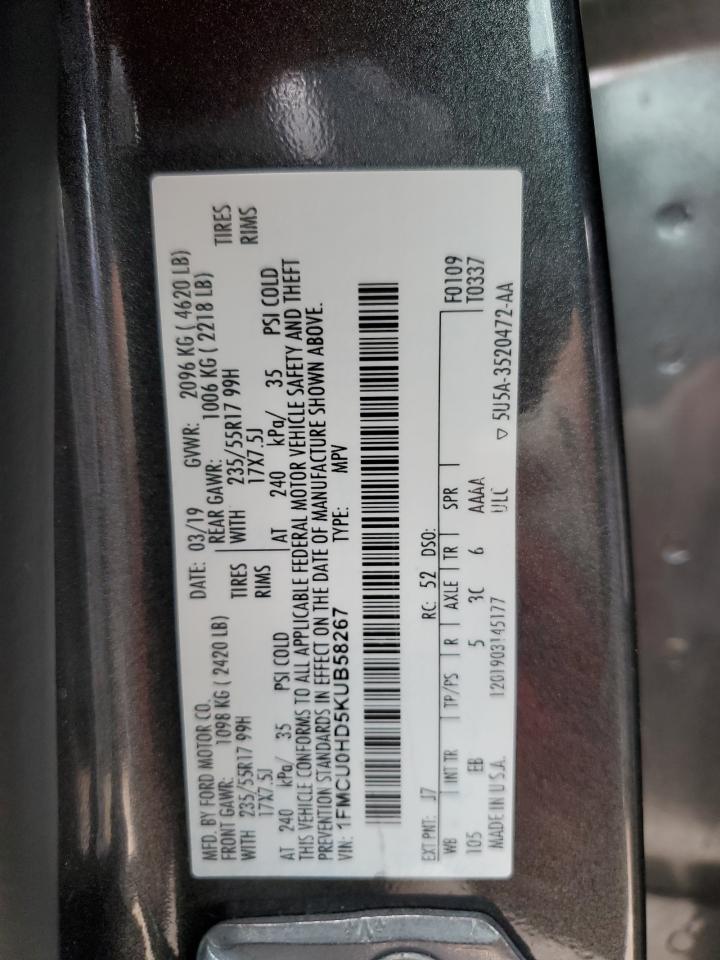 MFD. BY FORD MOTOR CO.
DATE: 03/19 GVWR: 2096 KG ( 4620 LB)
FRONT GAWR: 1098 KG ( 2420 LB) REAR GAWR: 1006 KG ( 2218 LB)
WITH 235/55R17 99H TIRES WITH 235/55R17 99H TIRES
17X7.5J RIMS 17X7.5J RIMS
AT 240 kPa/ 35 PSI COLD AT 240 kPa/ 35 PSI COLD
THIS VEHICLE CONFORMS TO ALL APPLICABLE FEDERAL MOTOR VEHICLE SAFETY AND THEFT
PREVENTION STANDARDS IN EFFECT ON THE DATE OF MANUFACTURE SHOWN ABOVE.
VIN: 1FMCU0HD5KUB58267 TYPE: MPV
EXT PNT: J7 RC: 52 DSO: F0109
WB INT TR TP/PS R AXLE TR SPR T0337
105 EB 5 3C 6 AAAA
ULC
MADE IN U.S.A. 1201903145177 ▽ 5U5A-3520472-AA